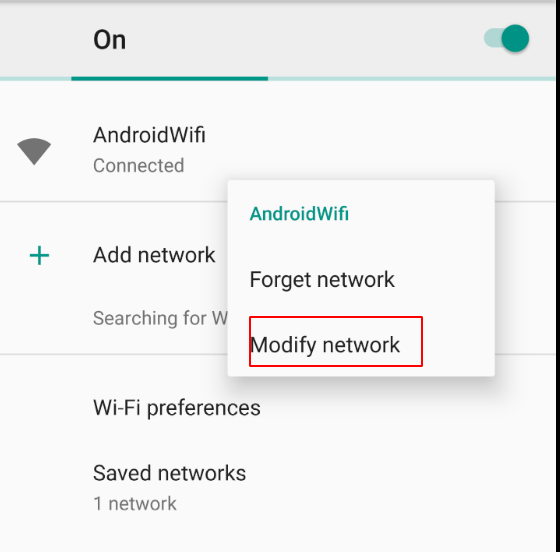 On
AndroidWifi
Connected
AndroidWifi
Forget network
Modify network
Add network
Searching for W
Wi-Fi preferences
Saved networks
1 network